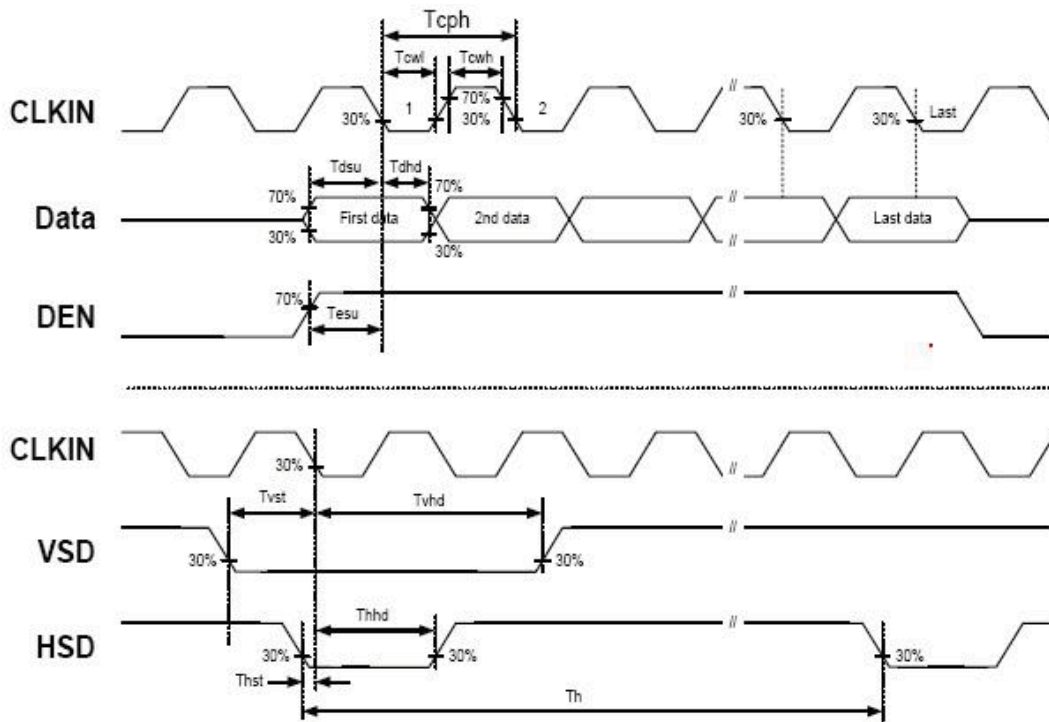 Tcph
Tcwl Tcwh
CLKIN 30% 1 70% 30% 2 // 30% 30% Last
Tdsu Tdhd
70% 70%
Data First data 2nd data // Last data
30% 30%
DEN 70% Tesu //
CLKIN 30% //
Tvst Tvhd //
VSD 30% 30%
Thhd //
HSD 30% 30% 30%
Thst Th